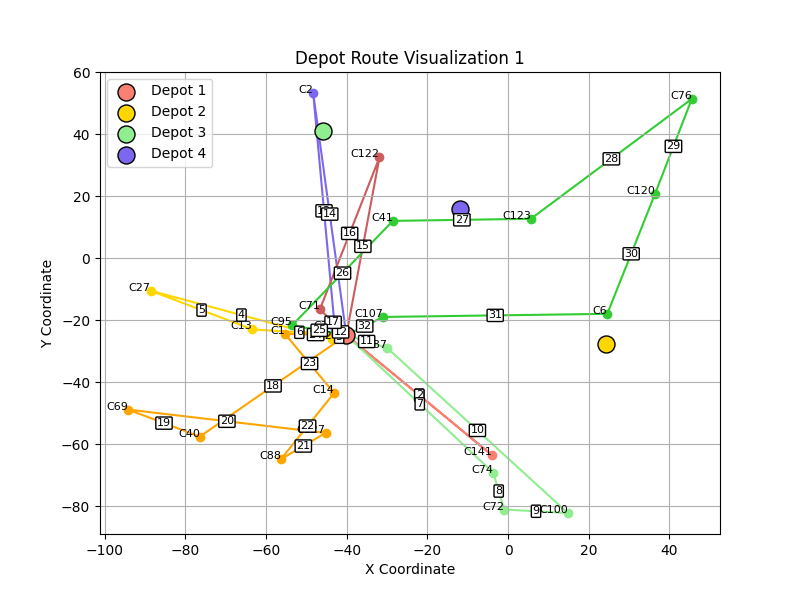 Depot Route Visualization 1
Depot 1
Depot 2
Depot 3
Depot 4
Y Coordinate
60
40
20
0
−20
−40
−60
−80
−100
−80
−60
−40
−20
0
20
40
X Coordinate
C2
C122
C76
C120
C123
C41
C27
C71
C107
C6
C95
C13
C1
C14
C69
C40
C88
C141
C74
C72
C100
28
29
14
16
15
27
26
30
5
4
17
32
31
6
25
12
11
23
18
2
7
19
20
22
21
10
8
9